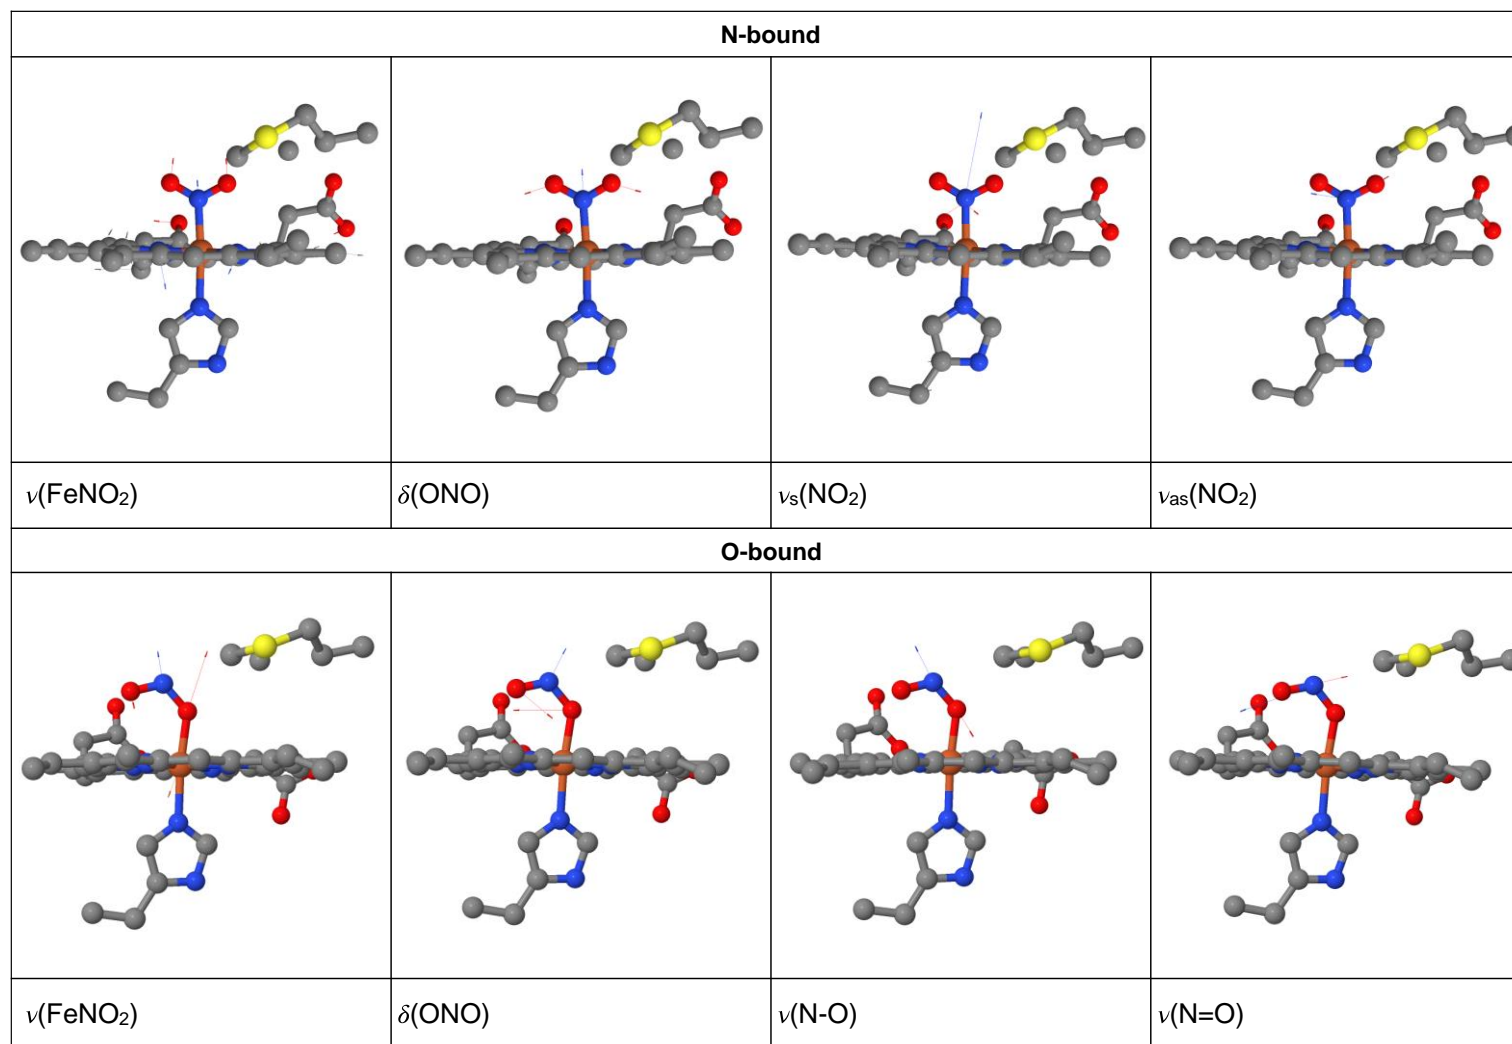 N-bound
ν(FeNO₂) δ(ONO) νₛ(NO₂) νₐₛ(NO₂)
O-bound
ν(FeNO₂) δ(ONO) ν(N-O) ν(N=O)